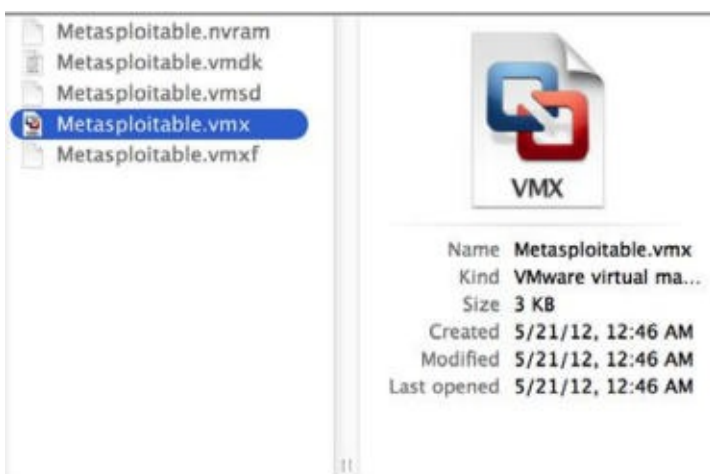 Metasploitable.nvram
Metasploitable.vmdk
Metasploitable.vmsd
Metasploitable.vmx
Metasploitable.vmxf
VMX
Name Metasploitable.vmx
Kind VMware virtual ma...
Size 3 KB
Created 5/21/12, 12:46 AM
Modified 5/21/12, 12:46 AM
Last opened 5/21/12, 12:46 AM